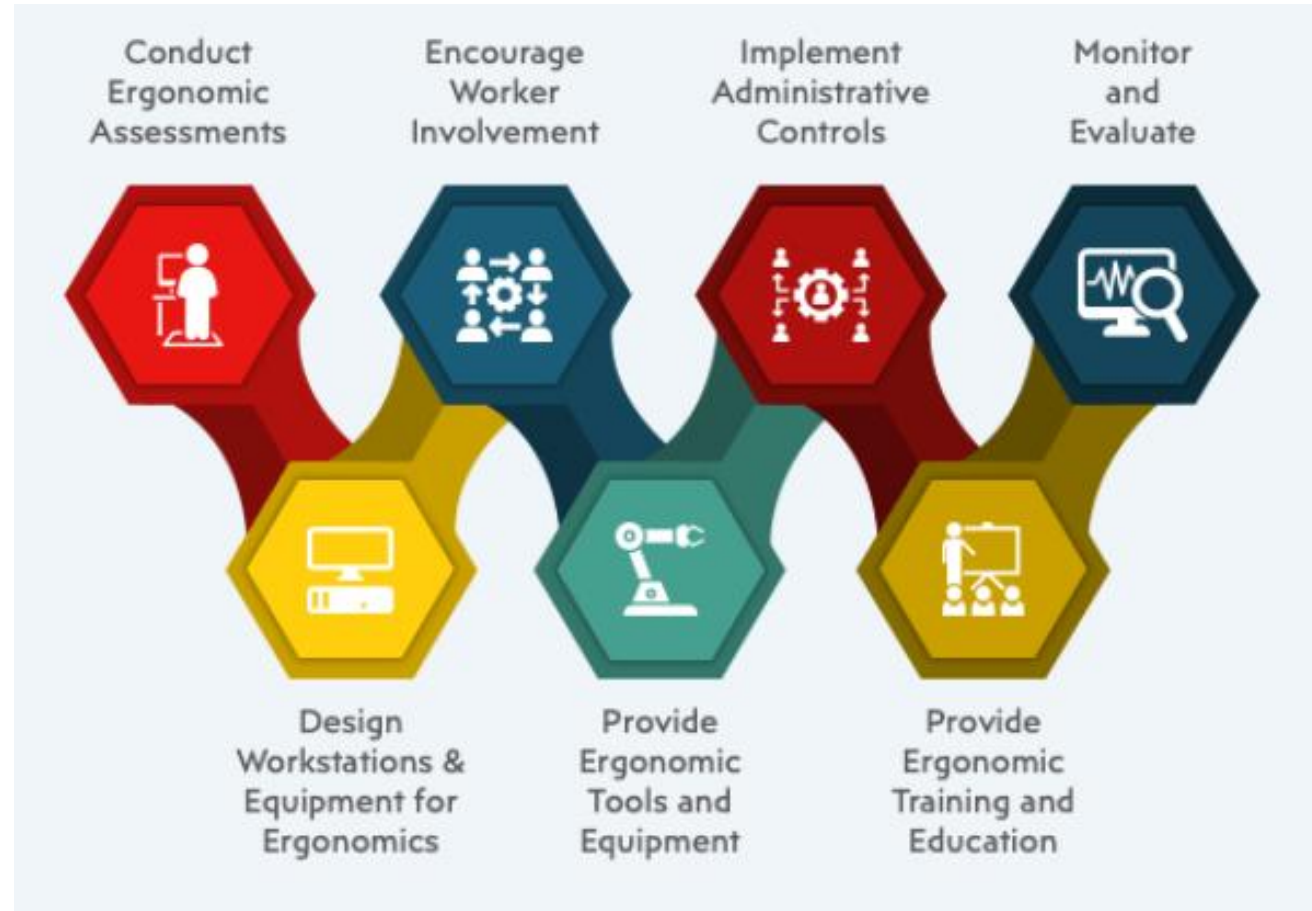 Conduct
Ergonomic
Assessments
Encourage
Worker
Involvement
Implement
Administrative
Controls
Monitor
and
Evaluate
Design
Workstations &
Equipment for
Ergonomics
Provide
Ergonomic
Tools and
Equipment
Provide
Ergonomic
Training and
Education